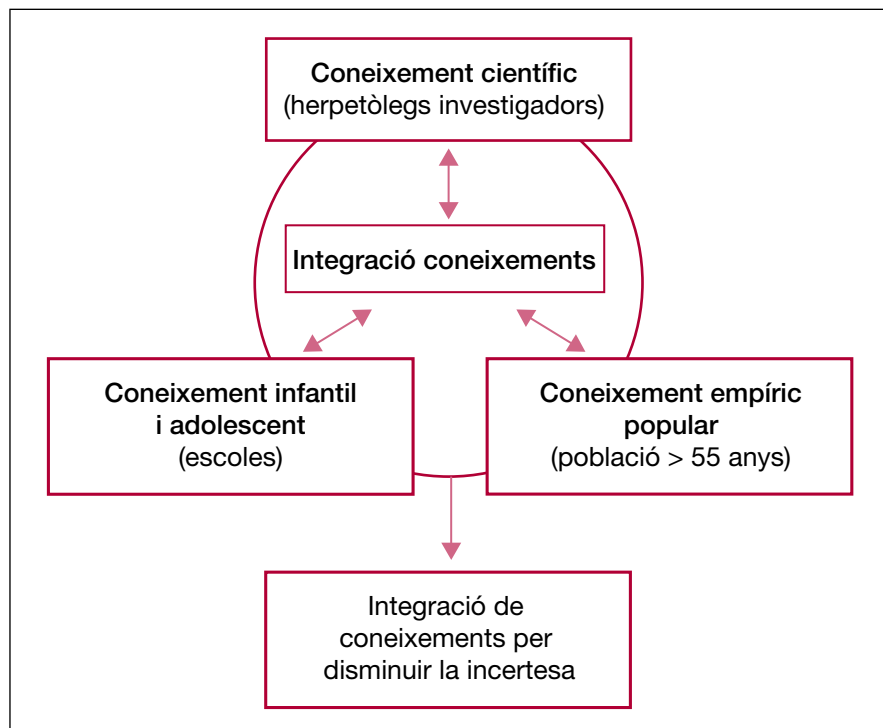 Coneixement científic
(herpetòlegs investigadors)
Integració coneixements
Coneixement infantil
i adolescent
(escoles)
Coneixement empíric
popular
(població > 55 anys)
Integració de
coneixements per
disminuir la incertesa